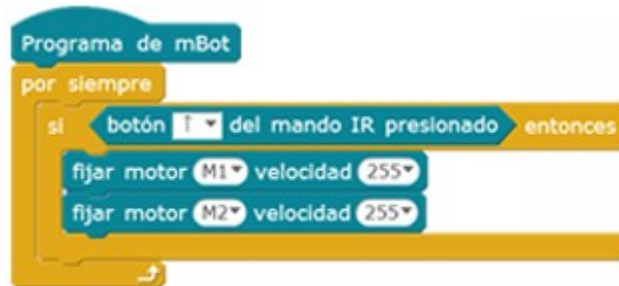 Programa de mBot
por siempre
si botón ↑ del mando IR presionado entonces
fijar motor M1 velocidad 255
fijar motor M2 velocidad 255